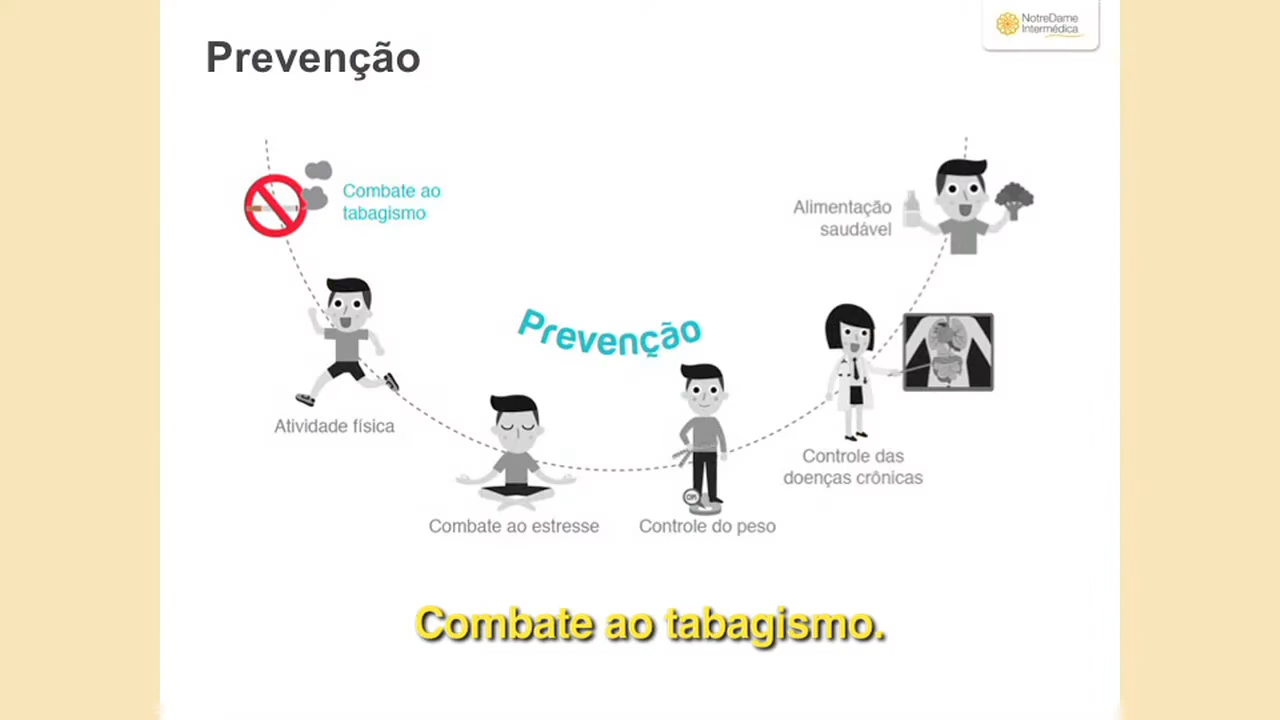 NotreDame
Intermédica
Prevenção
Combate ao
tabagismo
Alimentação
saudável
Prevenção
Atividade física
Controle das
doenças crônicas
Combate ao estresse
Controle do peso
OK
Combate ao tabagismo.